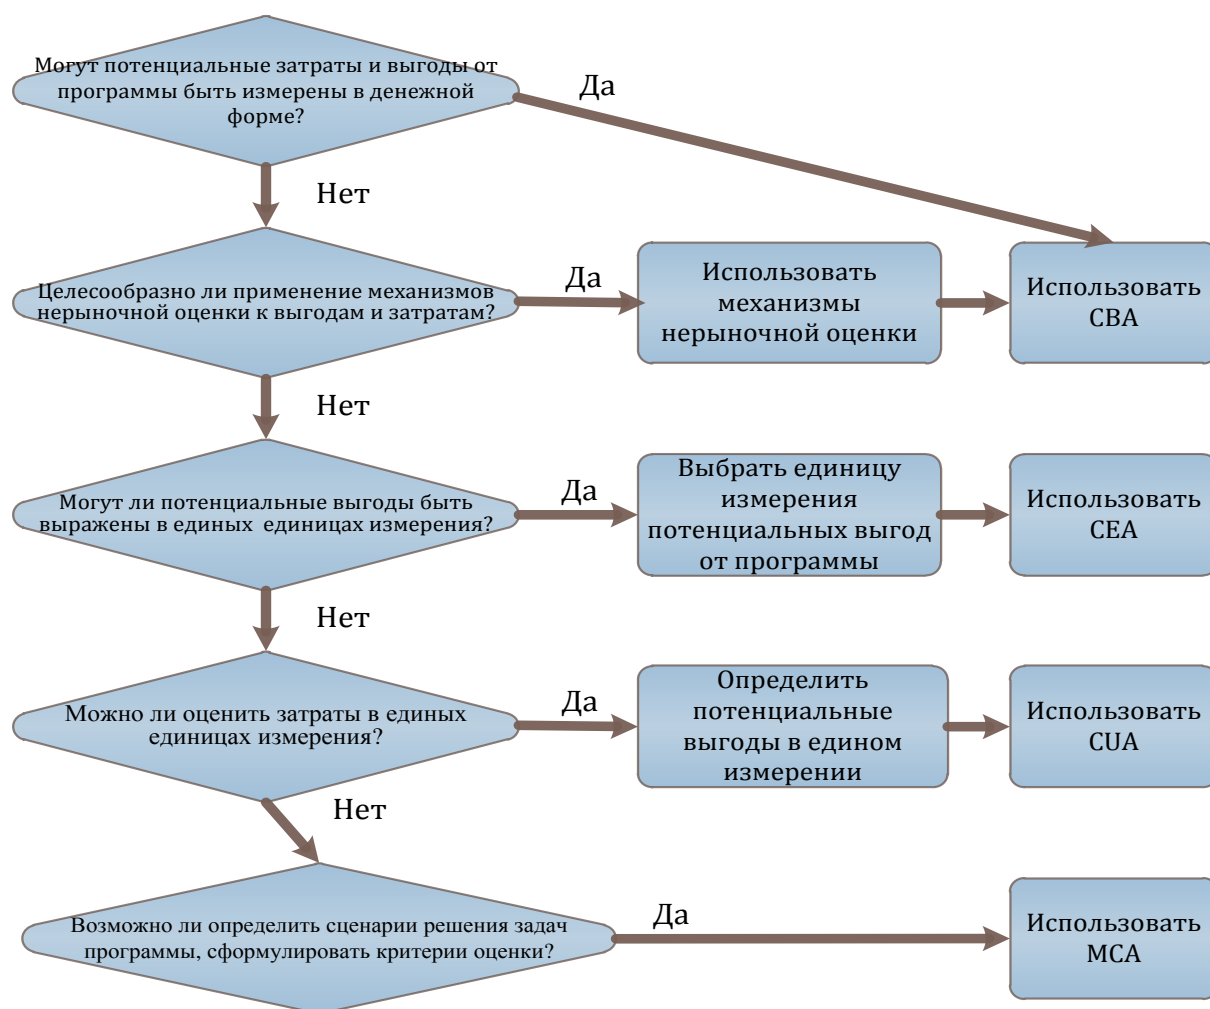 Могут потенциальные затраты и выгоды от
программы быть измерены в денежной
форме?
Да
Нет
Целесообразно ли применение механизмов
нерыночной оценки к выгодам и затратам?
Да
Использовать
механизмы
нерыночной оценки
Использовать
CBA
Нет
Могут ли потенциальные выгоды быть
выражены в единых единицах измерения?
Да
Выбрать единицу
измерения
потенциальных выгод
от программы
Использовать
CEA
Нет
Можно ли оценить затраты в единых
единицах измерения?
Да
Определить
потенциальные
выгоды в едином
измерении
Использовать
CUA
Нет
Возможно ли определить сценарии решения задач
программы, сформулировать критерии оценки?
Да
Использовать
MCA